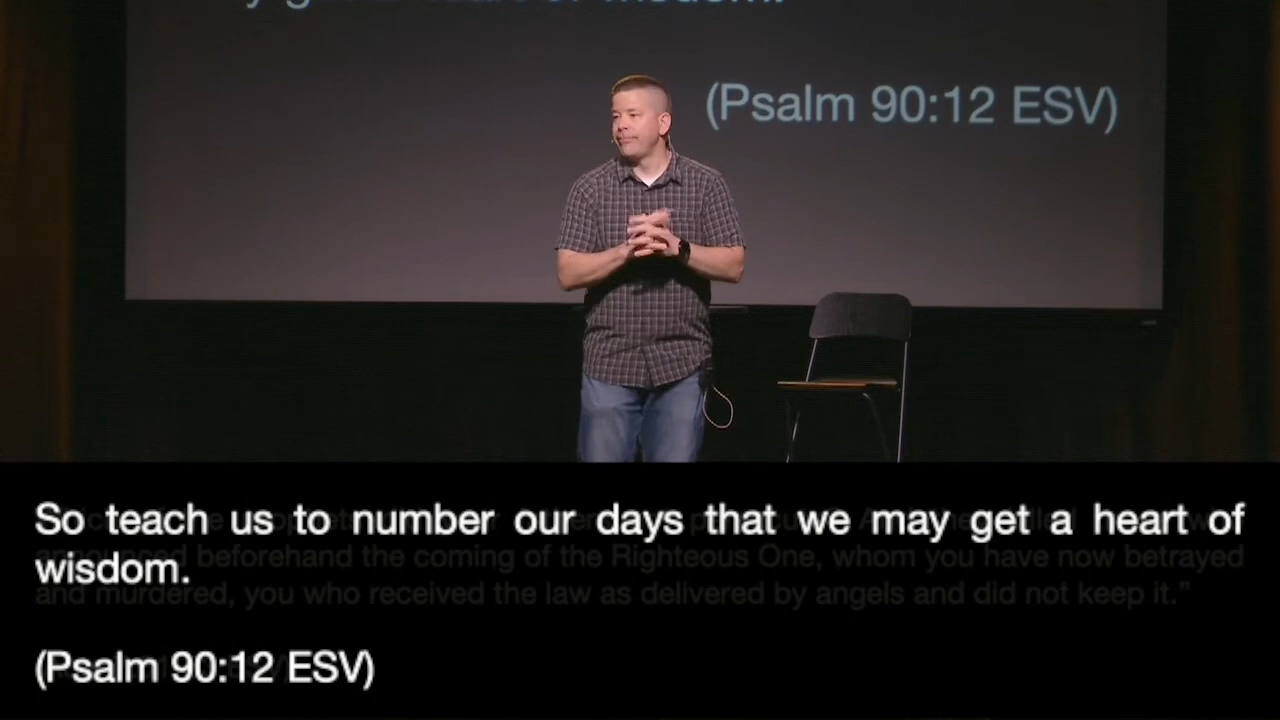 (Psalm 90:12 ESV)
So teach us to number our days that we may get a heart of
wisdom.
announced beforehand the coming of the Righteous One, whom you have now betrayed
and murdered, you who received the law as delivered by angels and did not keep it.”
(Psalm 90:12 ESV)